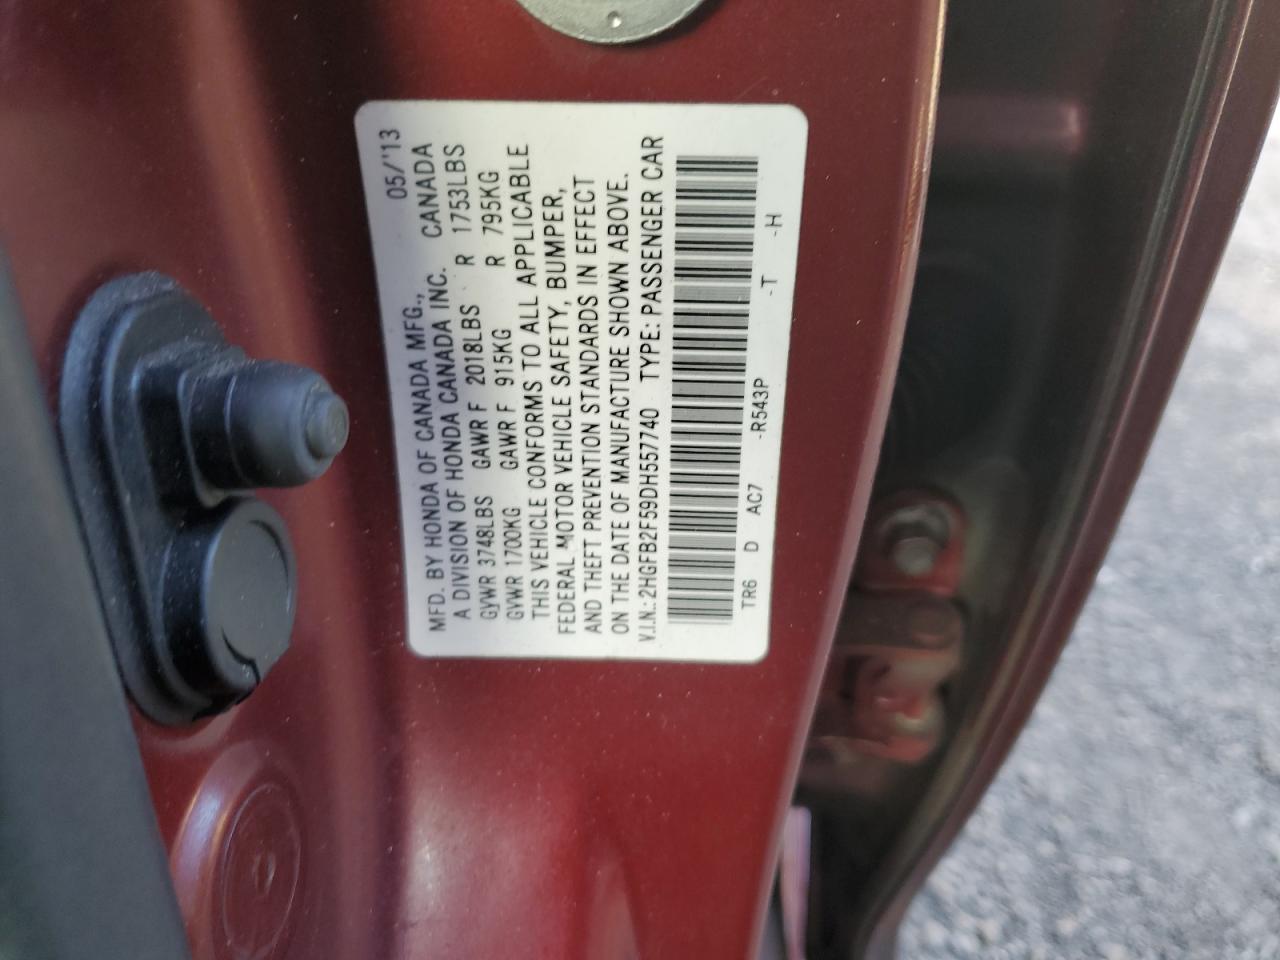 05/'13
MFD. BY HONDA OF CANADA MFG.,
A DIVISION OF HONDA CANADA INC. CANADA
GVWR 3748LBS GAWR F 2018LBS R 1753LBS
GVWR 1700KG GAWR F 915KG R 795KG
THIS VEHICLE CONFORMS TO ALL APPLICABLE
FEDERAL MOTOR VEHICLE SAFETY, BUMPER,
AND THEFT PREVENTION STANDARDS IN EFFECT
ON THE DATE OF MANUFACTURE SHOWN ABOVE.
V.I.N.: 2HGFB2F59DH557740 TYPE: PASSENGER CAR
TR6 D AC7 -R543P -T -H